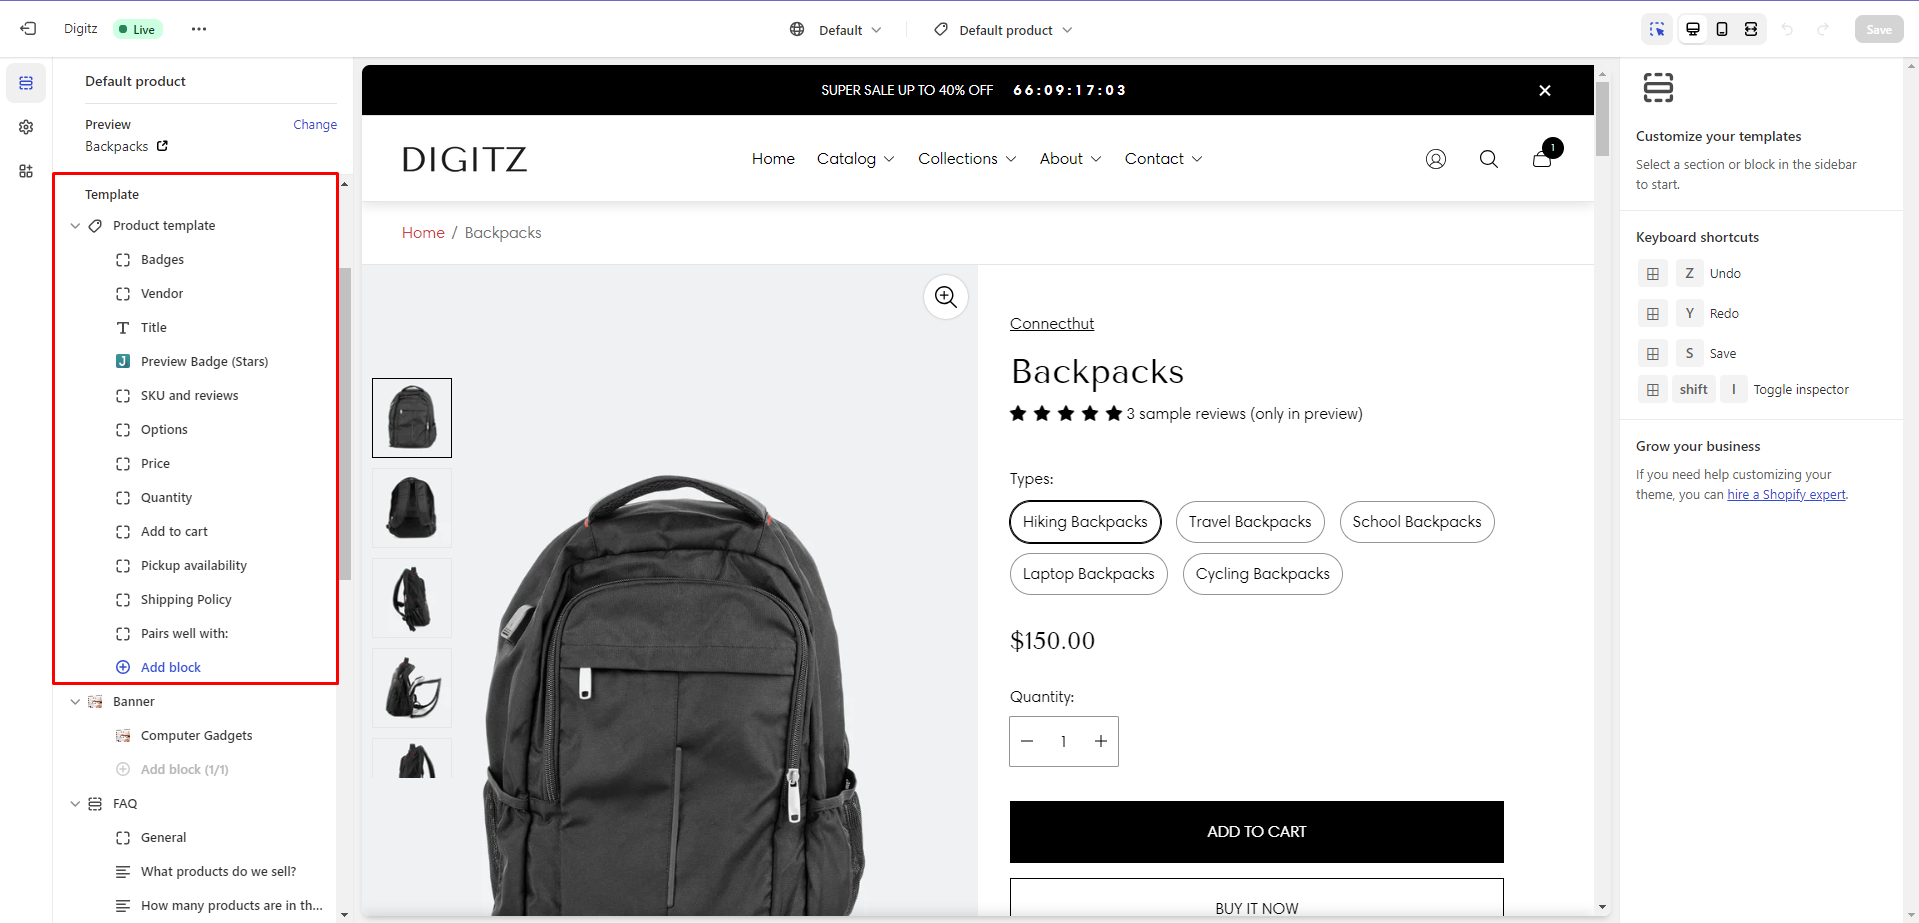 Digitz
Live
Default
Default product
Save
Default product
Preview
Change
Backpacks
Template
Product template
Badges
Vendor
Title
J
Preview Badge (Stars)
SKU and reviews
Options
Price
Quantity
Add to cart
Pickup availability
Shipping Policy
Pairs well with:
Add block
Banner
Computer Gadgets
Add block (1/1)
FAQ
General
What products do we sell?
How many products are in th...
SUPER SALE UP TO 40% OFF 66:09:17:03
DIGITZ
Home Catalog Collections About Contact
1
Home / Backpacks
Connecthut
Backpacks
3 sample reviews (only in preview)
Types:
Hiking Backpacks Travel Backpacks School Backpacks
Laptop Backpacks Cycling Backpacks
$150.00
Quantity:
1
ADD TO CART
BUY IT NOW
Customize your templates
Select a section or block in the sidebar
to start.
Keyboard shortcuts
Z Undo
Y Redo
S Save
shift I Toggle inspector
Grow your business
If you need help customizing your
theme, you can hire a Shopify expert.